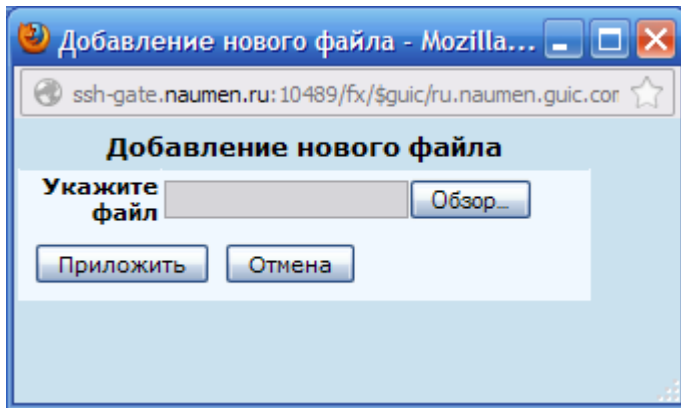 Добавление нового файла - Mozilla...
ssh-gate.naumen.ru:10489/fx/$guic/ru.naumen.guic.cor
Добавление нового файла
Укажите
файл
Обзор...
Приложить Отмена